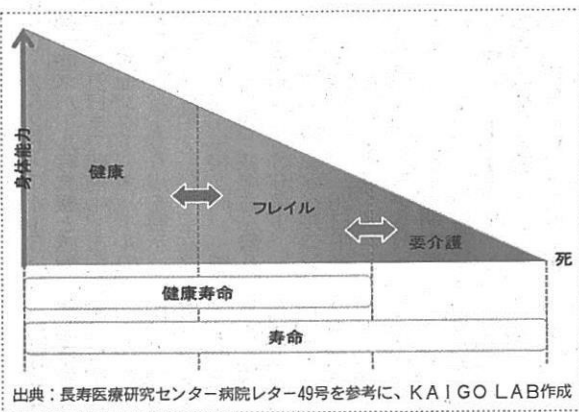 身体能力
健康
フレイル
要介護
死
健康寿命
寿命
出典：長寿医療研究センター病院レター49号を参考に、KAIGO LAB作成